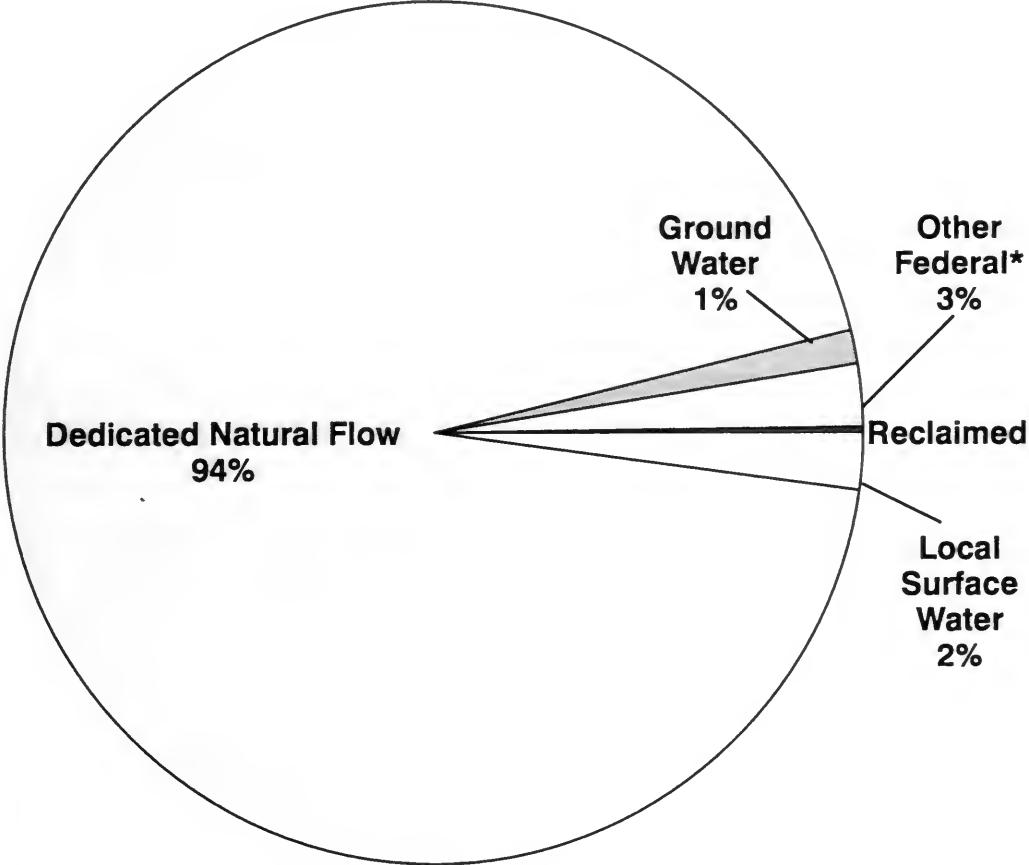 Ground
Water
1%
Other
Federal*
3%
Dedicated Natural Flow
94%
Reclaimed
Local
Surface
Water
2%